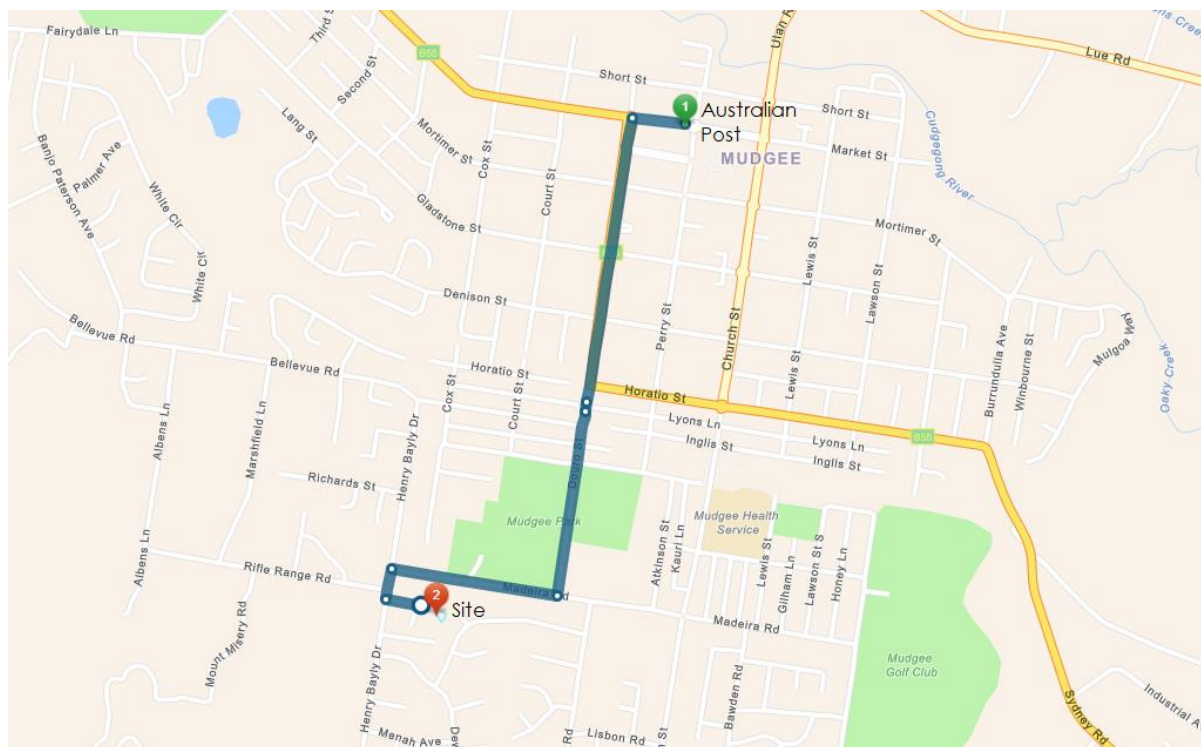 Fairydale Ln
Third S
Second St
Lang St
Mortimer St
Gladstone St
Banjo Paterson Ave
Palmer Ave
White Cir
White Cir
B55
Cox St
Court St
Short St
Short St
1
Australian
Post
MUDGEE
Market St
Ulan R
Lue Rd
Cudgegong River
Mortimer St
Lewis St
Lawson St
Denison St
Perry St
Church St
Bellevue Rd
Bellevue Rd
Horatio St
Horatio St
Cox St
Court St
Lewis St
Burrundulla Ave
Winbourne St
Mulgoa Way
Oaky Creek
Lyons Ln
Lyons Ln
Inglis St
Inglis St
B55
Albens Ln
Albens Ln
Marshfield Ln
Henry Bayly Dr
Richards St
Douro St
Mudgee Park
Atkinson St
Kauri Ln
Mudgee Health
Service
Lewis St
Gilham Ln
Lawson St S
Honey Ln
Rifle Range Rd
Madeira Rd
Madeira Rd
2
Site
Mount Misery Rd
Henry Bayly Dr
Menah Ave
Lisbon Rd
Rd
Bawden Rd
Mudgee
Golf Club
Sydney Rd
Industrial A